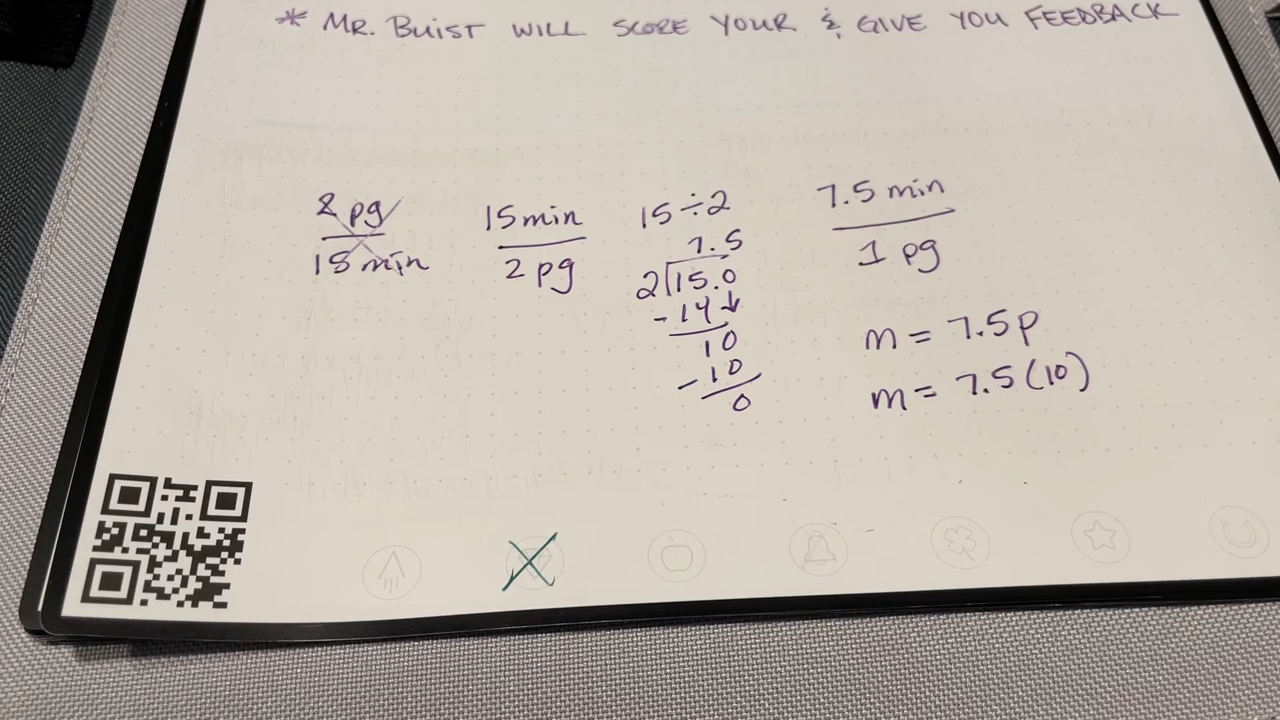 * MR. BUIST WILL SCORE YOUR & GIVE YOU FEEDBACK
2 pg
15 min
15 min
2 pg
15 ÷ 2
7.5
2 15.0
-14
10
-10
0
7.5 min
1 pg
m = 7.5p
m = 7.5(10)